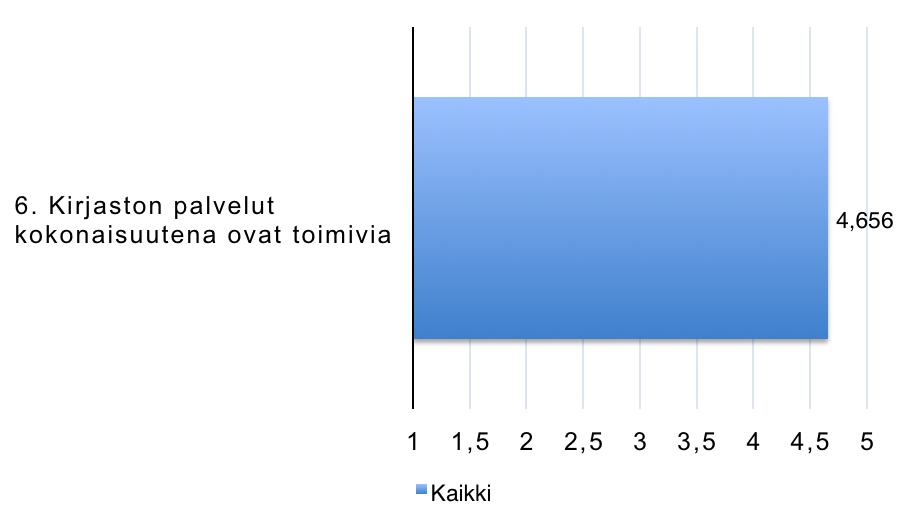 6. Kirjaston palvelut
kokonaisuutena ovat toimivia
4,656
1 1,5 2 2,5 3 3,5 4 4,5 5
Kaikki